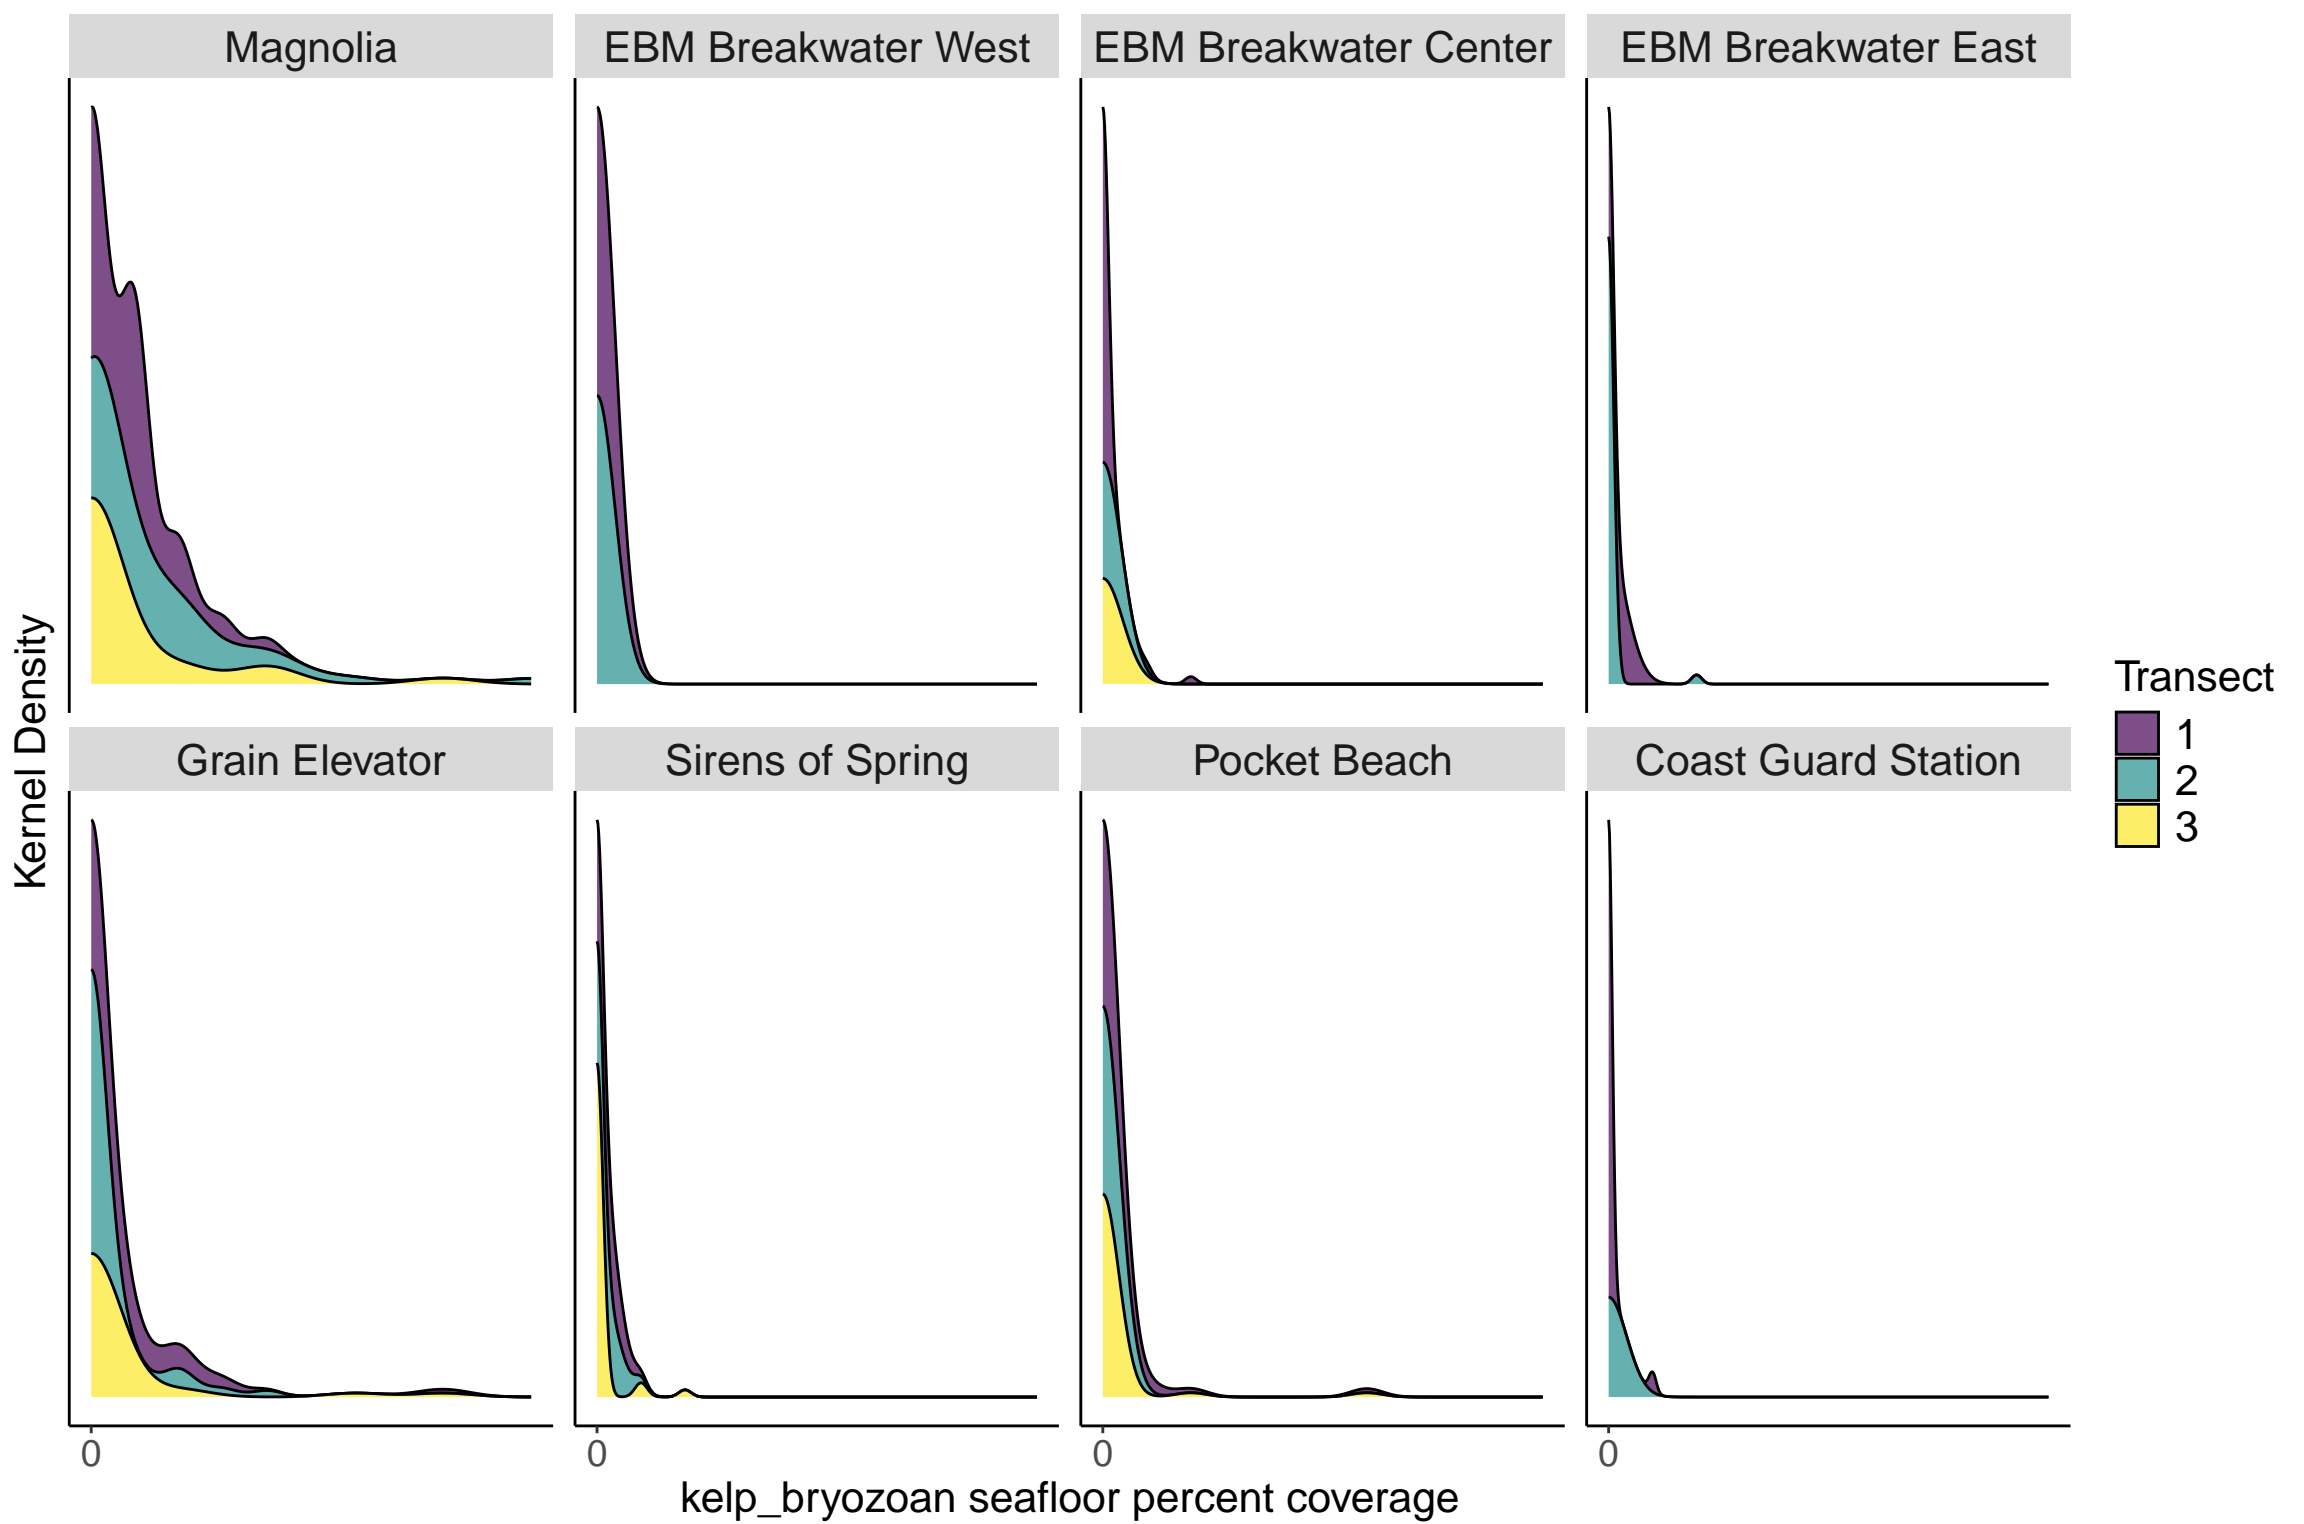 Magnolia
EBM Breakwater West
EBM Breakwater Center
EBM Breakwater East
Grain Elevator
Sirens of Spring
Pocket Beach
Coast Guard Station
Kernel Density
0
0
0
0
kelp_bryozoan seafloor percent coverage
Transect
1
2
3